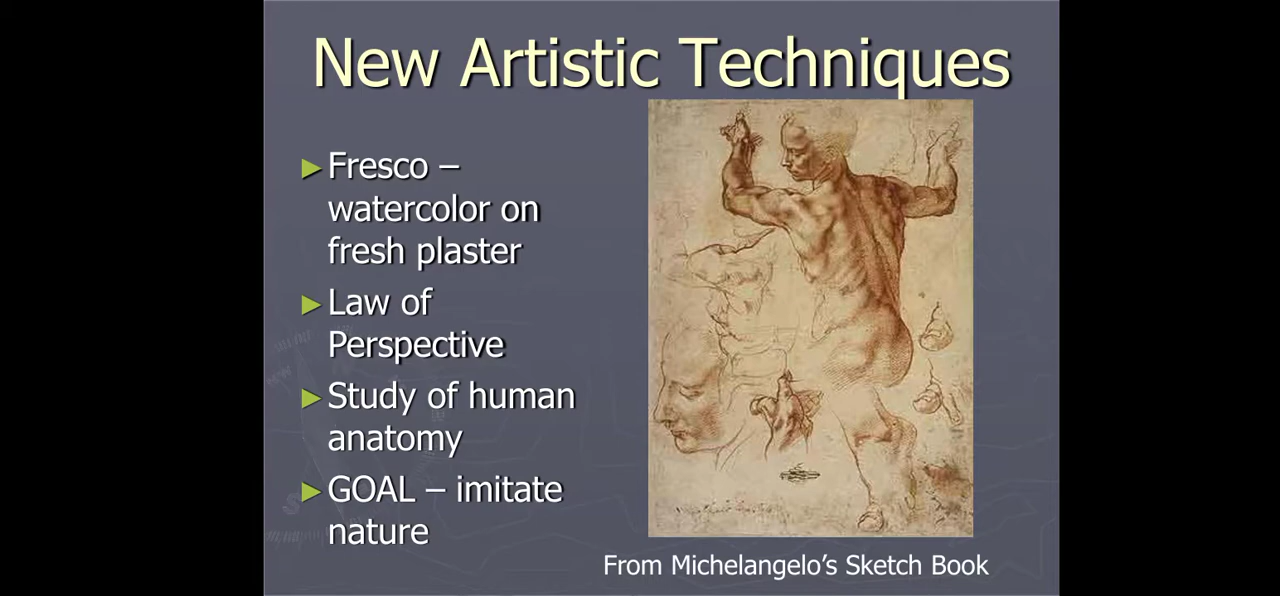 New Artistic Techniques
Fresco –
watercolor on
fresh plaster
Law of
Perspective
Study of human
anatomy
GOAL – imitate
nature
From Michelangelo's Sketch Book